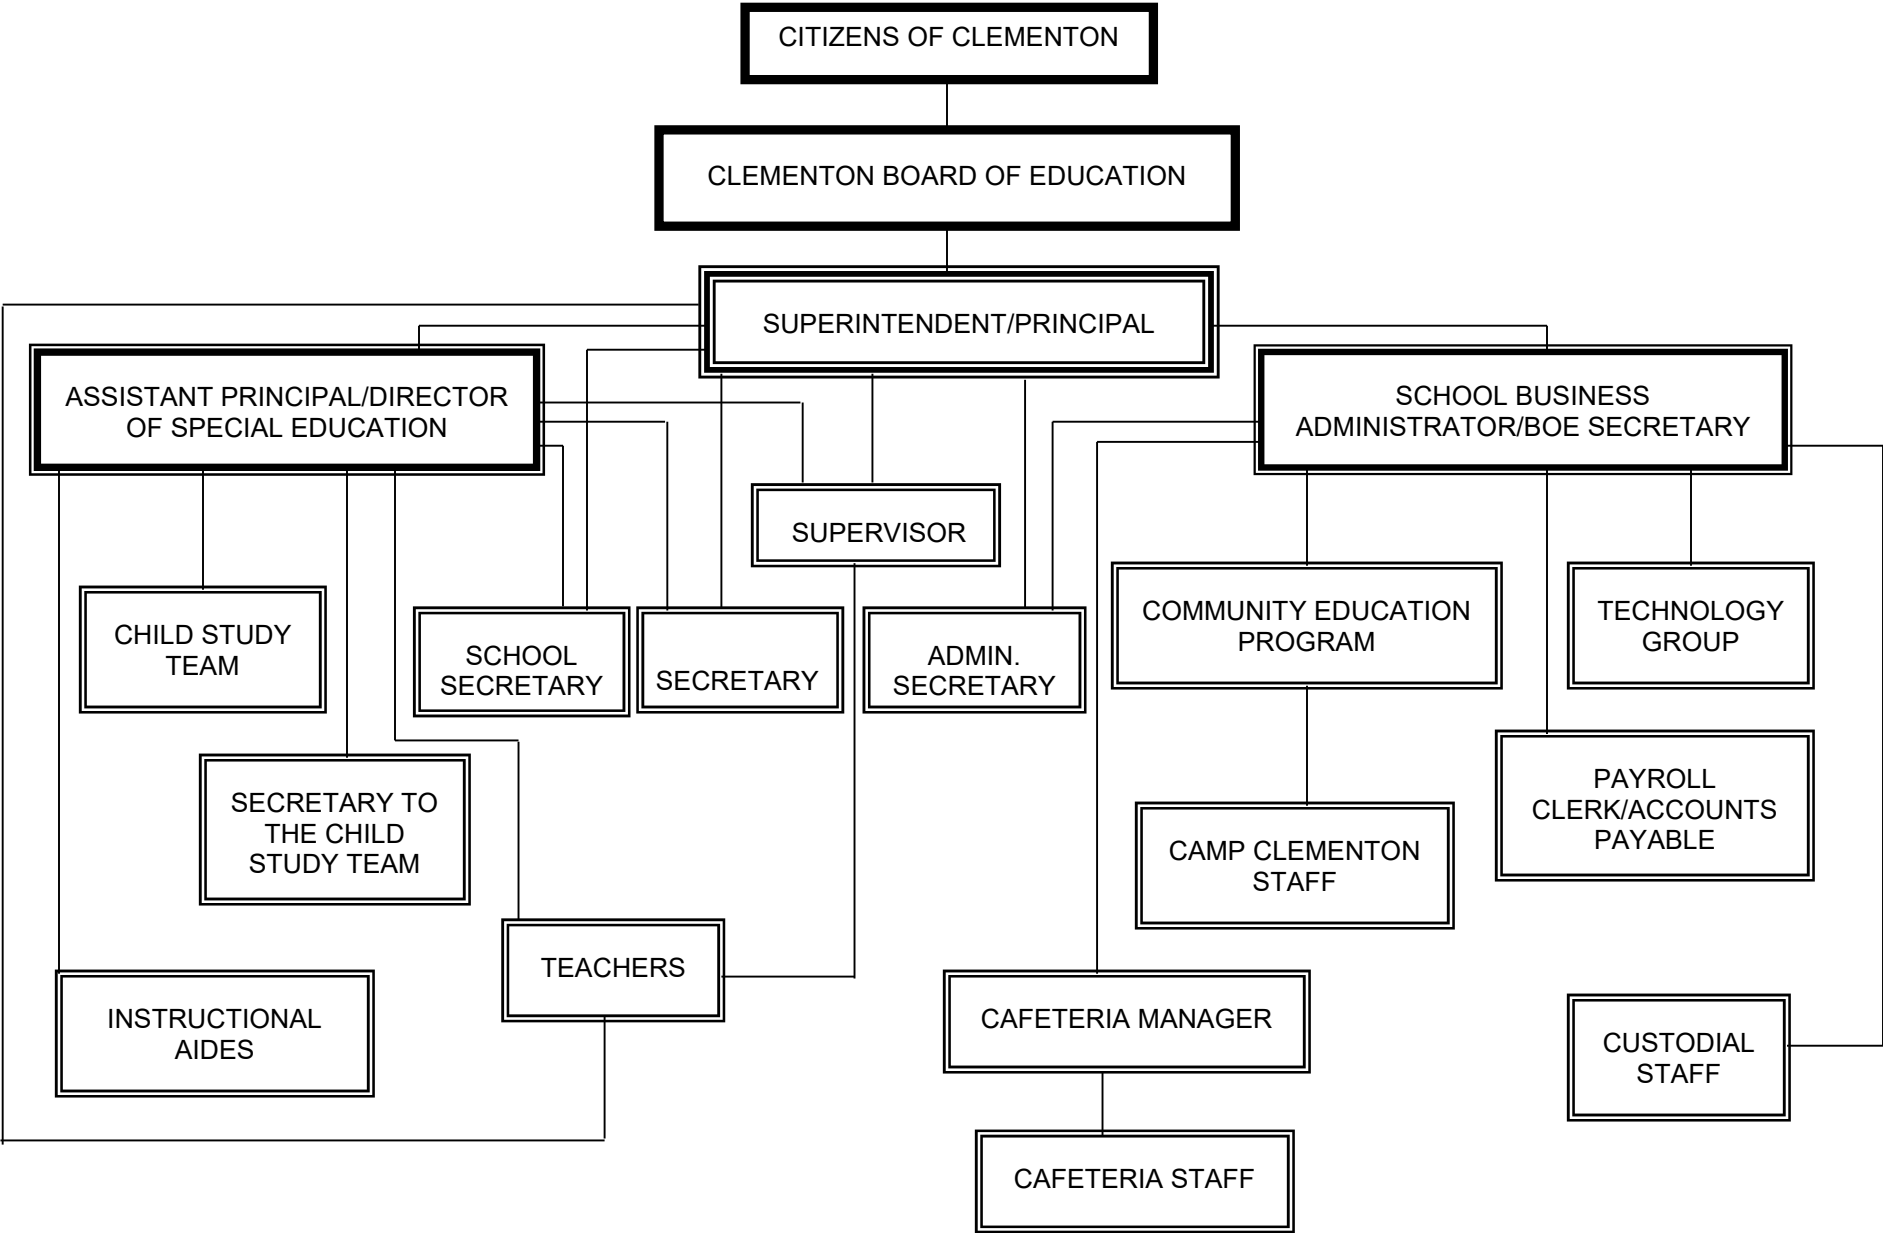 CITIZENS OF CLEMENTON
CLEMENTON BOARD OF EDUCATION
SUPERINTENDENT/PRINCIPAL
ASSISTANT PRINCIPAL/DIRECTOR
OF SPECIAL EDUCATION
SCHOOL BUSINESS
ADMINISTRATOR/BOE SECRETARY
SUPERVISOR
CHILD STUDY
TEAM
SCHOOL
SECRETARY
SECRETARY
ADMIN.
SECRETARY
COMMUNITY EDUCATION
PROGRAM
TECHNOLOGY
GROUP
SECRETARY TO
THE CHILD
STUDY TEAM
CAMP CLEMENTON
STAFF
PAYROLL
CLERK/ACCOUNTS
PAYABLE
TEACHERS
INSTRUCTIONAL
AIDES
CAFETERIA MANAGER
CUSTODIAL
STAFF
CAFETERIA STAFF